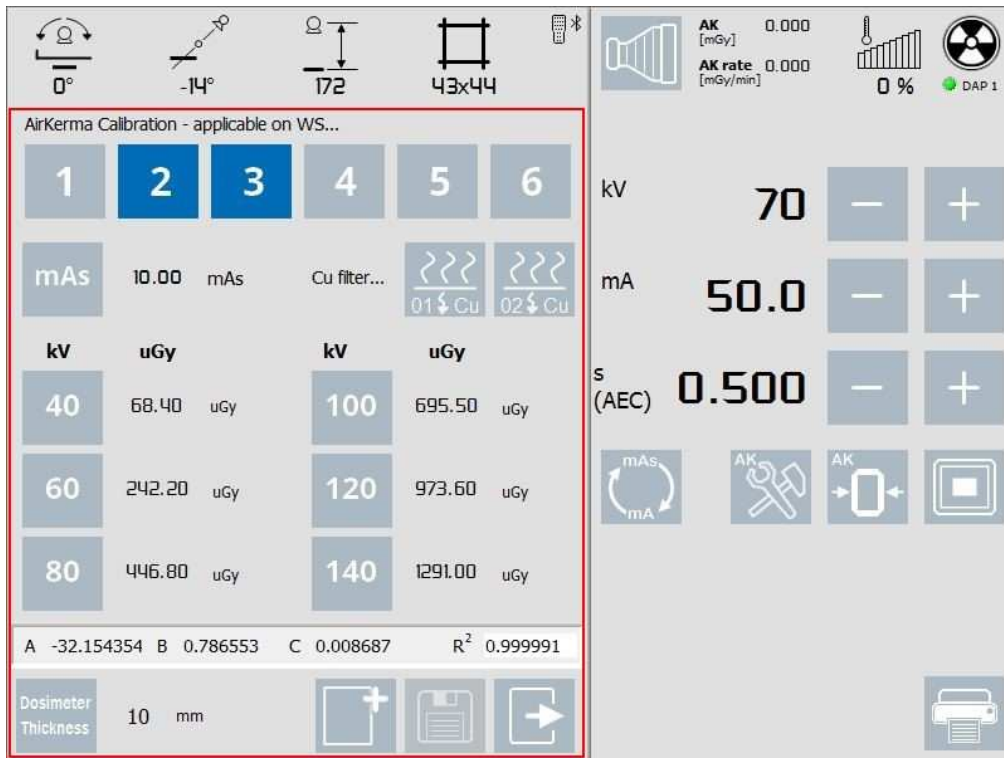 0°
-14°
172
43x44
AirKerma Calibration - applicable on WS...
1 2 3 4 5 6
mAs 10.00 mAs Cu filter... 01 Cu 02 Cu
kV uGy kV uGy
40 68.40 uGy 100 695.50 uGy
60 242.20 uGy 120 973.60 uGy
80 446.80 uGy 140 1291.00 uGy
A -32.154354 B 0.786553 C 0.008687 R² 0.999991
Dosimeter
Thickness
10 mm
AK 0.000
[mGy]
AK rate 0.000
[mGy/min]
0 %
DAP 1
kV 70 − +
mA 50.0 − +
s
(AEC) 0.500 − +
mAs
mA
AK
AK
0